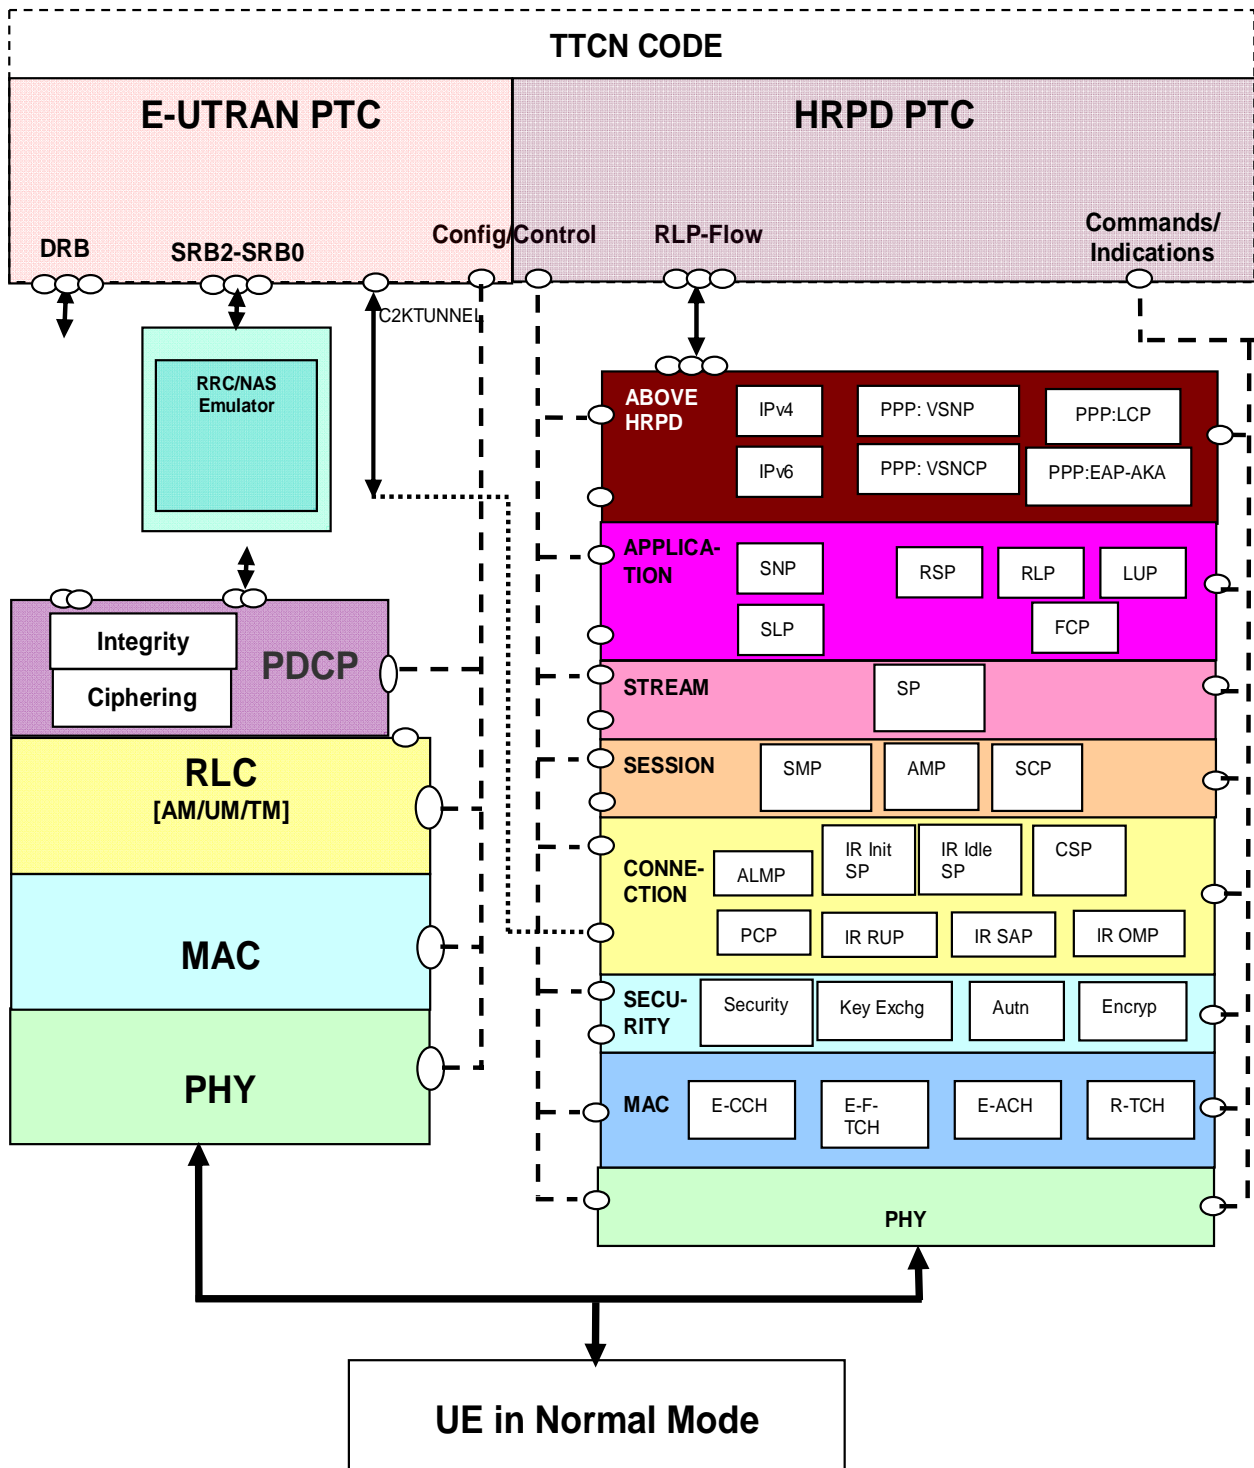 TTCN CODE
E-UTRAN PTC
HRPD PTC
DRB
SRB2-SRB0
Config/Control
RLP-Flow
Commands/
Indications
C2KTUNNEL
RRC/NAS
Emulator
Integrity
Ciphering
PDCP
RLC
[AM/UM/TM]
MAC
PHY
ABOVE
HRPD
IPv4
PPP: VSNP
PPP:LCP
IPv6
PPP: VSNCP
PPP:EAP-AKA
APPLICA-
TION
SNP
RSP
RLP
LUP
SLP
FCP
STREAM
SP
SESSION
SMP
AMP
SCP
CONNE-
CTION
ALMP
IR Init
SP
IR Idle
SP
CSP
PCP
IR RUP
IR SAP
IR OMP
SECU-
RITY
Security
Key Exchg
Autn
Encryp
MAC
E-CCH
E-F-
TCH
E-ACH
R-TCH
PHY
UE in Normal Mode